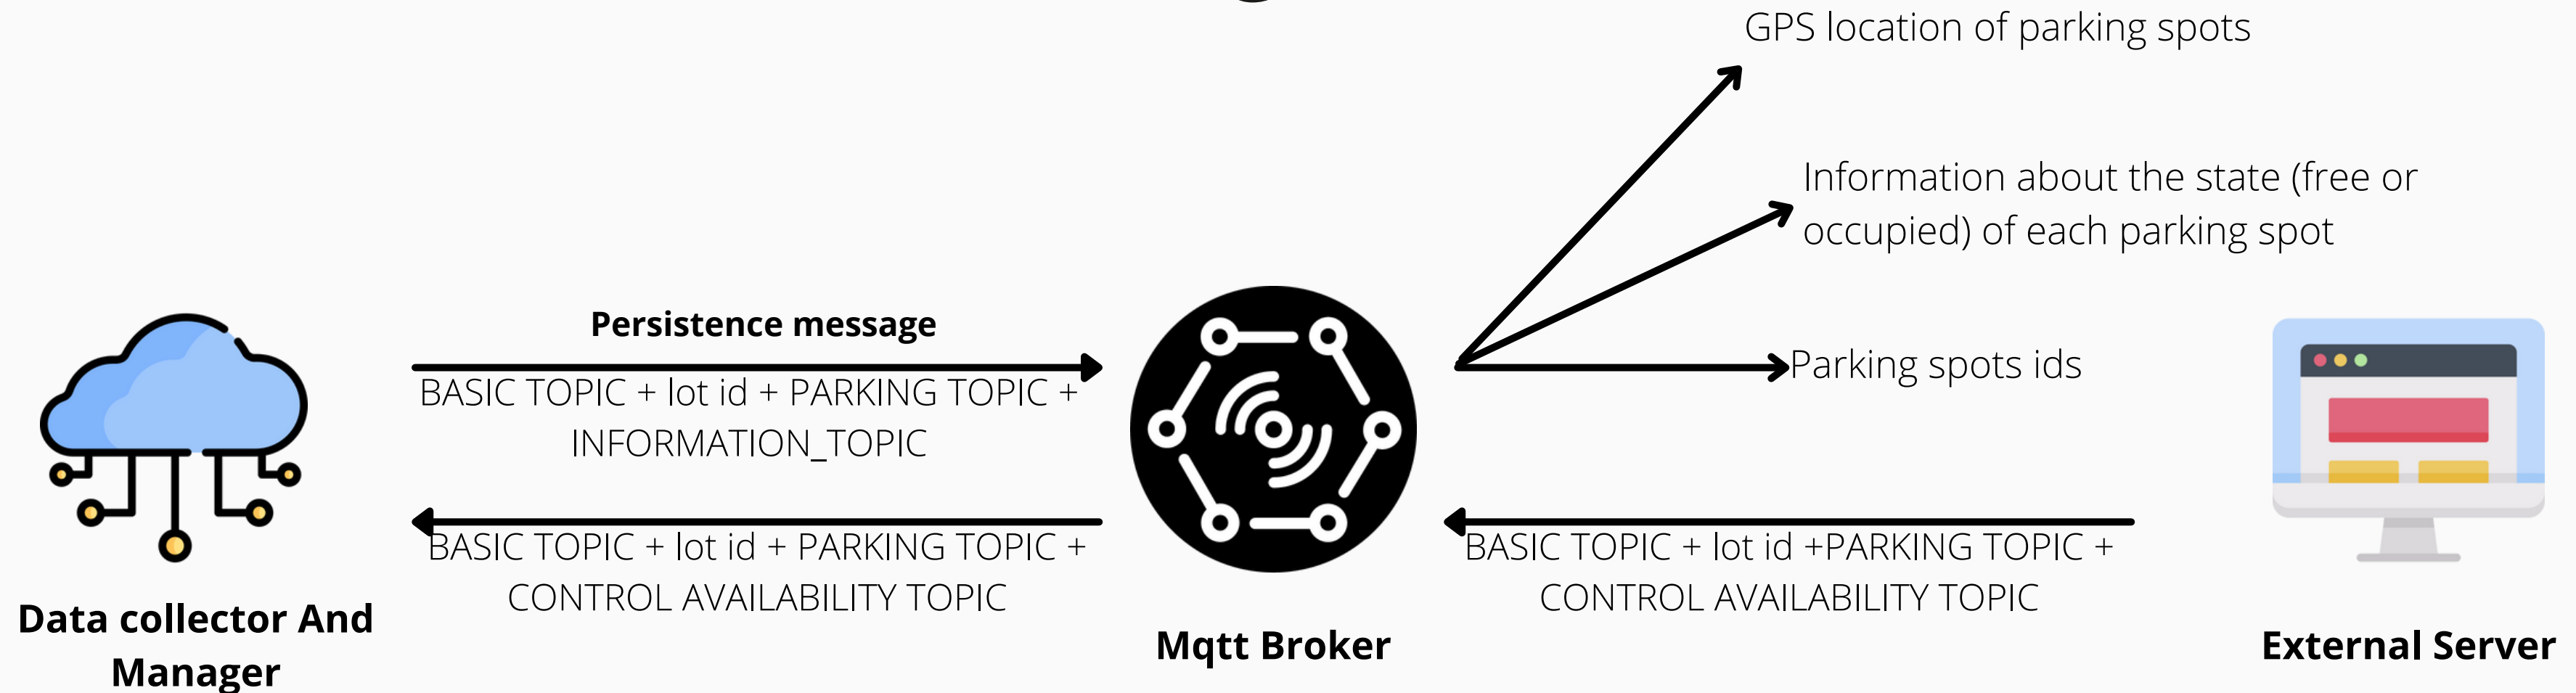 GPS location of parking spots
Information about the state (free or
occupied) of each parking spot
Persistence message
BASIC TOPIC + lot id + PARKING TOPIC +
INFORMATION_TOPIC
Parking spots ids
BASIC TOPIC + lot id + PARKING TOPIC +
CONTROL AVAILABILITY TOPIC
BASIC TOPIC + lot id +PARKING TOPIC +
CONTROL AVAILABILITY TOPIC
Data collector And
Manager
Mqtt Broker
External Server